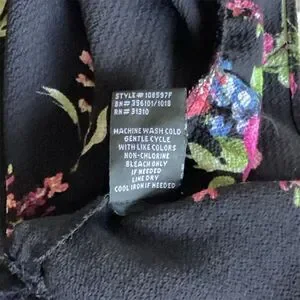 STYLE# 108597F
BN# 396101/1018
RN# 31310
MACHINE WASH COLD
GENTLE CYCLE
WITH LIKE COLORS
NON-CHLORINE
BLEACH ONLY
IF NEEDED
LINE DRY
COOL IRON IF NEEDED